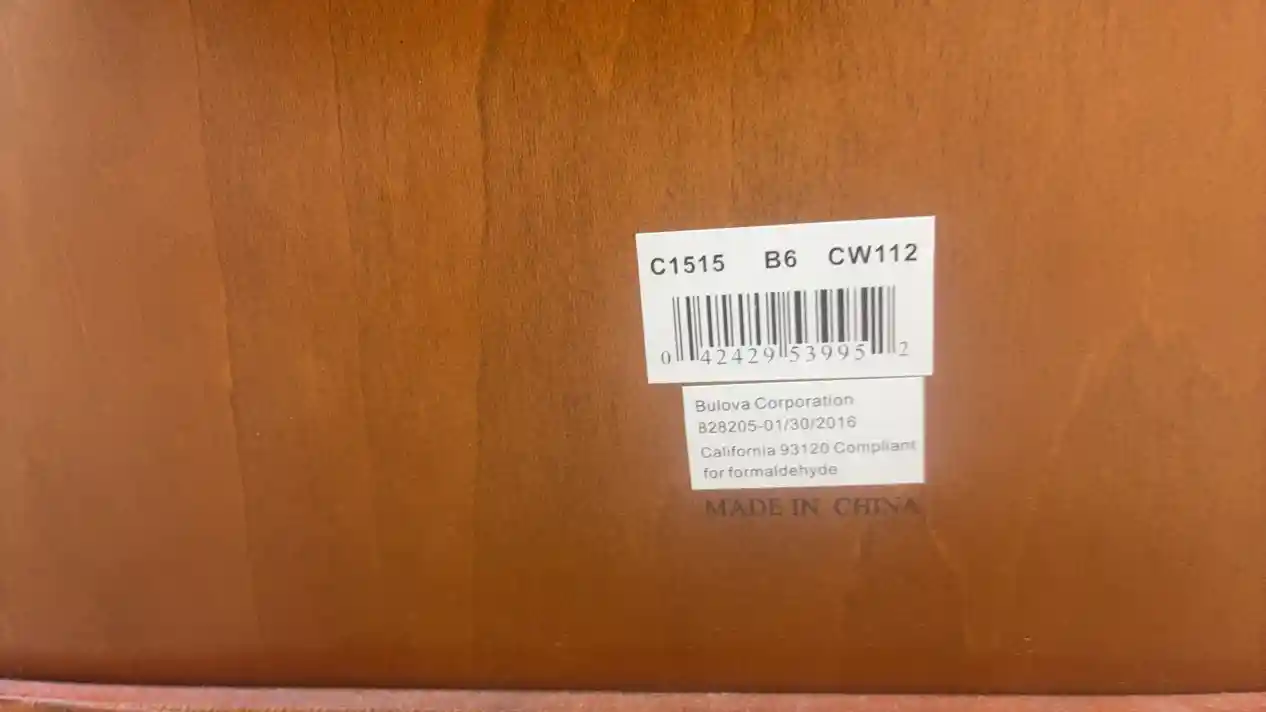 C1515 B6 CW112
0 42429 53995 2
Bulova Corporation
828205-01/30/2016
California 93120 Compliant
for formaldehyde
MADE IN CHINA